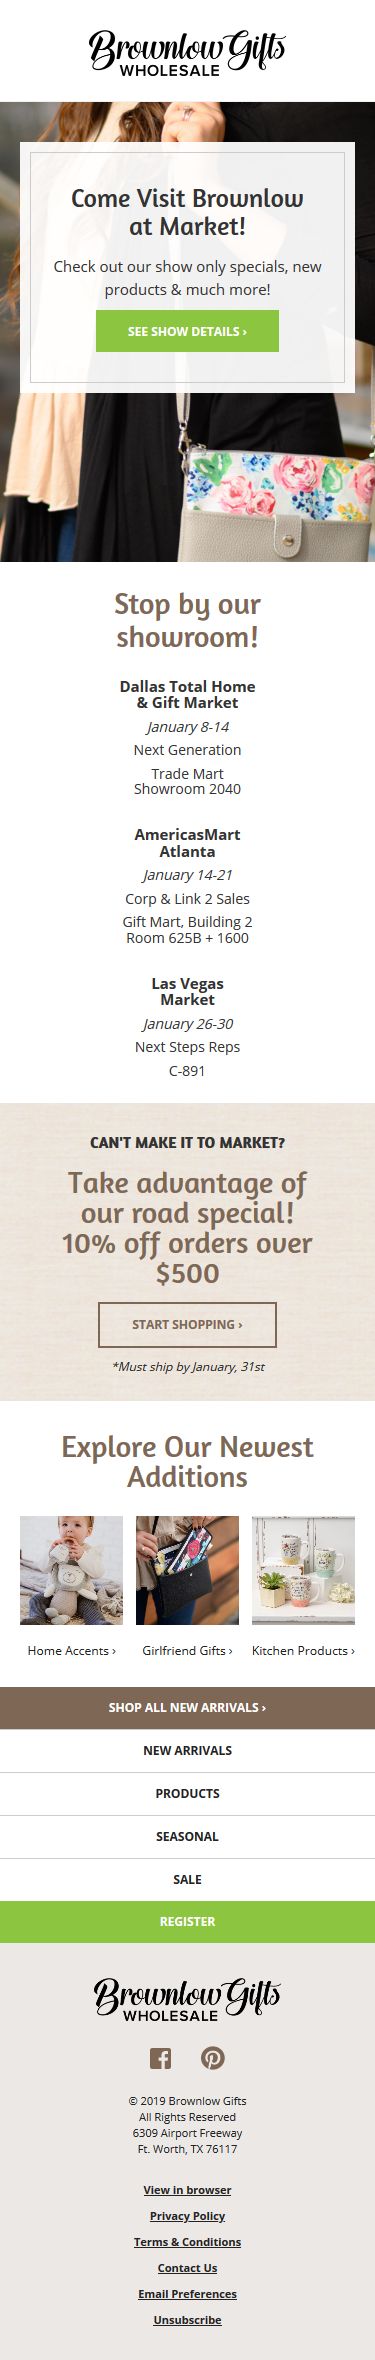 Brownlow Gifts
WHOLESALE
Come Visit Brownlow
at Market!
Check out our show only specials, new
products & much more!
SEE SHOW DETAILS ›
Stop by our
showroom!
Dallas Total Home
& Gift Market
January 8-14
Next Generation
Trade Mart
Showroom 2040
AmericasMart
Atlanta
January 14-21
Corp & Link 2 Sales
Gift Mart, Building 2
Room 625B + 1600
Las Vegas
Market
January 26-30
Next Steps Reps
C-891
CAN'T MAKE IT TO MARKET?
Take advantage of
our road special!
10% off orders over
$500
START SHOPPING ›
*Must ship by January, 31st
Explore Our Newest
Additions
Home Accents ›
Girlfriend Gifts ›
Kitchen Products ›
SHOP ALL NEW ARRIVALS ›
NEW ARRIVALS
PRODUCTS
SEASONAL
SALE
REGISTER
Brownlow Gifts
WHOLESALE
© 2019 Brownlow Gifts
All Rights Reserved
6309 Airport Freeway
Ft. Worth, TX 76117
View in browser
Privacy Policy
Terms & Conditions
Contact Us
Email Preferences
Unsubscribe